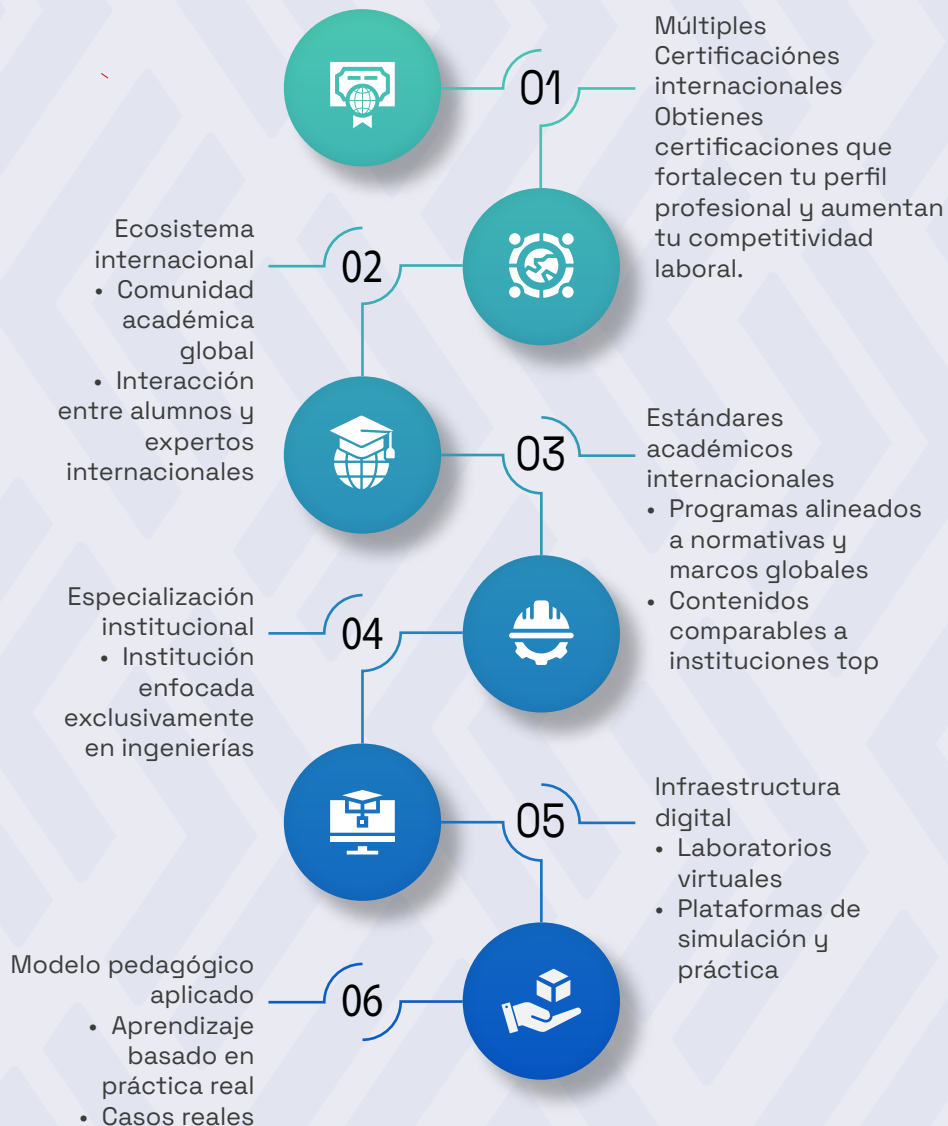 01
Múltiples
Certificaciónes
internacionales
Obtienes
certificaciones que
fortalecen tu perfil
profesional y aumentan
tu competitividad
laboral.
02
Ecosistema
internacional
• Comunidad
académica
global
• Interacción
entre alumnos y
expertos
internacionales
03
Estándares
académicos
internacionales
• Programas alineados
a normativas y
marcos globales
• Contenidos
comparables a
instituciones top
04
Especialización
institucional
• Institución
enfocada
exclusivamente
en ingenierías
05
Infraestructura
digital
• Laboratorios
virtuales
• Plataformas de
simulación y
práctica
06
Modelo pedagógico
aplicado
• Aprendizaje
basado en
práctica real
• Casos reales